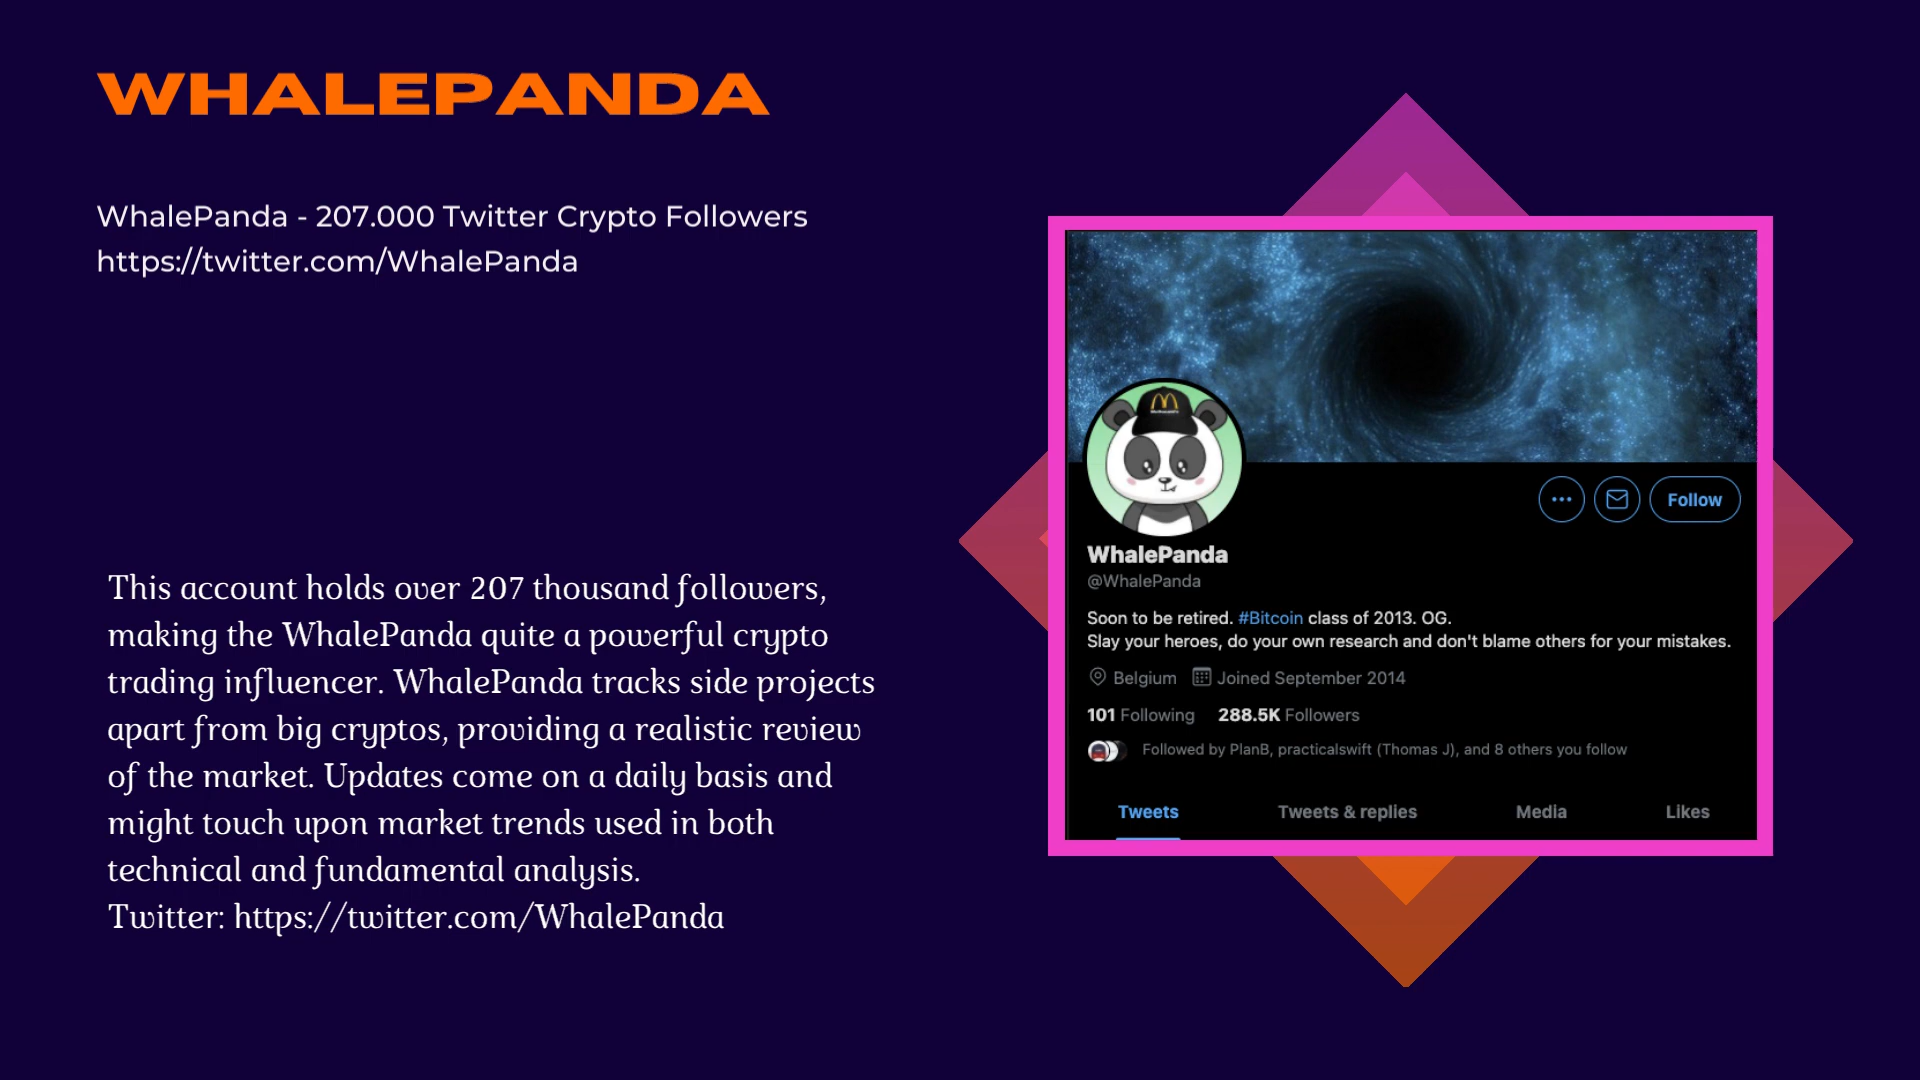 WHALEPANDA
WhalePanda - 207.000 Twitter Crypto Followers
https://twitter.com/WhalePanda
This account holds over 207 thousand followers,
making the WhalePanda quite a powerful crypto
trading influencer. WhalePanda tracks side projects
apart from big cryptos, providing a realistic review
of the market. Updates come on a daily basis and
might touch upon market trends used in both
technical and fundamental analysis.
Twitter: https://twitter.com/WhalePanda
Follow
WhalePanda
@WhalePanda
Soon to be retired. #Bitcoin class of 2013. OG.
Slay your heroes, do your own research and don't blame others for your mistakes.
Belgium Joined September 2014
101 Following 288.5K Followers
Followed by PlanB, practicalswift (Thomas J), and 8 others you follow
Tweets Tweets & replies Media Likes